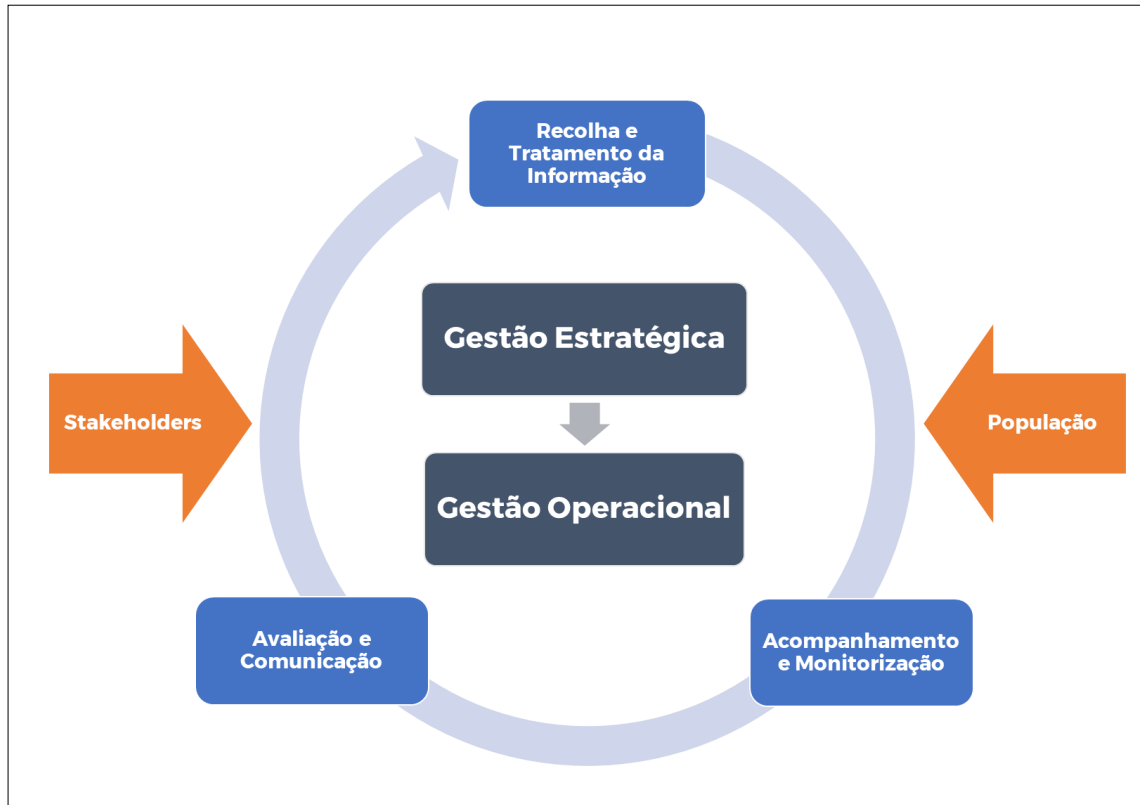 Recolha e
Tratamento da
Informação
Gestão Estratégica
Stakeholders
População
Gestão Operacional
Avaliação e
Comunicação
Acompanhamento
e Monitorização